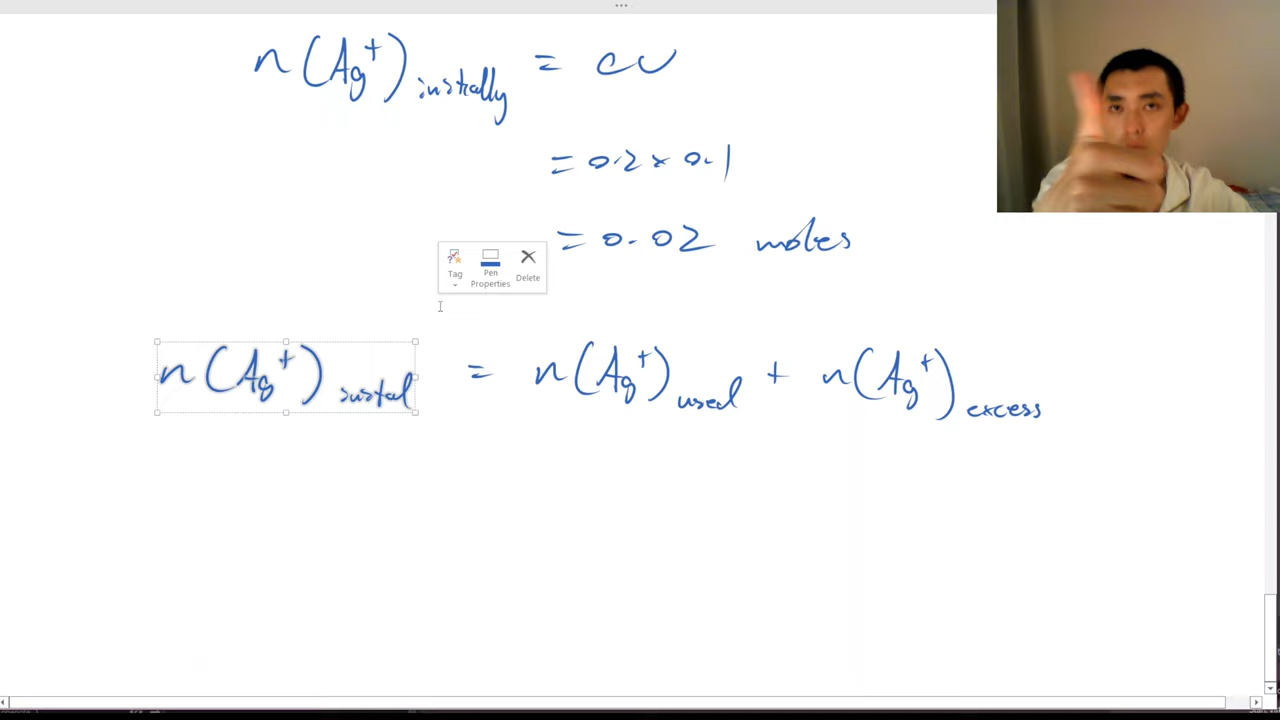 n(Ag⁺) initially = cv
= 0.2 × 0.1
= 0.02 moles
Tag Pen Properties Delete
n(Ag⁺) initial = n(Ag⁺) used + n(Ag⁺) excess